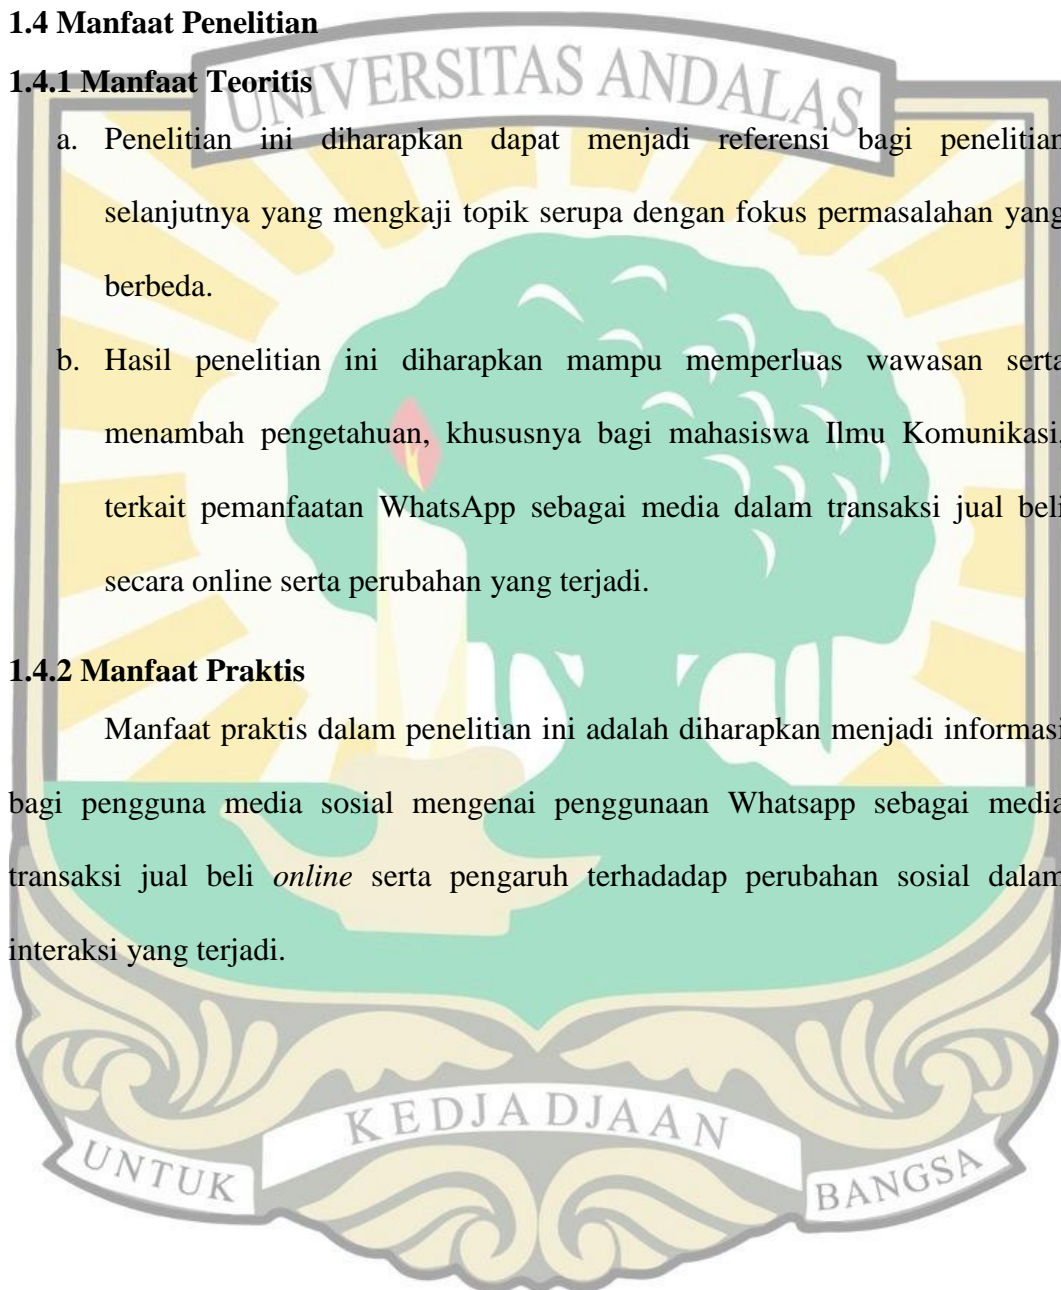 1.4 Manfaat Penelitian
UNIVERSITAS ANDALAS
1.4.1 Manfaat Teoritis
a. Penelitian ini diharapkan dapat menjadi referensi bagi penelitian
selanjutnya yang mengkaji topik serupa dengan fokus permasalahan yang
berbeda.
b. Hasil penelitian ini diharapkan mampu memperluas wawasan serta
menambah pengetahuan, khususnya bagi mahasiswa Ilmu Komunikasi,
terkait pemanfaatan WhatsApp sebagai media dalam transaksi jual beli
secara online serta perubahan yang terjadi.
1.4.2 Manfaat Praktis
Manfaat praktis dalam penelitian ini adalah diharapkan menjadi informasi
bagi pengguna media sosial mengenai penggunaan Whatsapp sebagai media
transaksi jual beli online serta pengaruh terhadadap perubahan sosial dalam
interaksi yang terjadi.
UNTUK KEDJADJAAN BANGSA